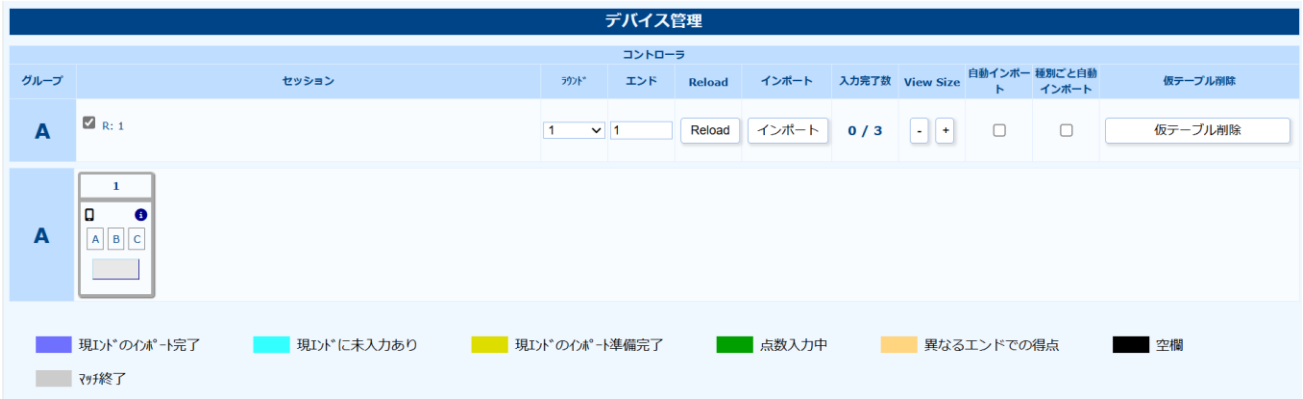 デバイス管理
コントローラ
グループ セッション ﾗｳﾝﾄﾞ エンド Reload インポート 入力完了数 View Size 自動インポート 種別ごと自動インポート 仮テーブル削除
A R: 1 1 1 Reload インポート 0 / 3 - + 仮テーブル削除
1
A
A B C
現ｴﾝﾄﾞのｲﾝﾎﾟｰﾄ完了 現ｴﾝﾄﾞに未入力あり 現ｴﾝﾄﾞのｲﾝﾎﾟｰﾄ準備完了 点数入力中 異なるエンドでの得点 空欄
ﾏｯﾁ終了